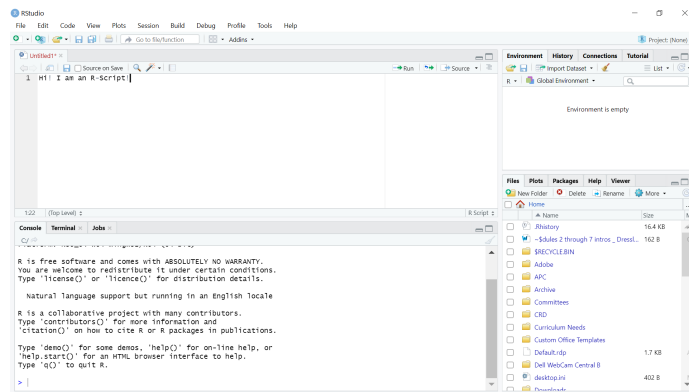 RStudio
File Edit Code View Plots Session Build Debug Profile Tools Help
Go to file/function Addins
Project: (None)
Untitled1*
Source on Save Run Source
1 Hi! I am an R-Script!
1:22 (Top Level) R Script
Console Terminal Jobs
C:/
R is free software and comes with ABSOLUTELY NO WARRANTY.
You are welcome to redistribute it under certain conditions.
Type 'license()' or 'licence()' for distribution details.
Natural language support but running in an English locale
R is a collaborative project with many contributors.
Type 'contributors()' for more information and
'citation()' on how to cite R or R packages in publications.
Type 'demo()' for some demos, 'help()' for on-line help, or
'help.start()' for an HTML browser interface to help.
Type 'q()' to quit R.
>
Environment History Connections Tutorial
Import Dataset List
R Global Environment
Environment is empty
Files Plots Packages Help Viewer
New Folder Delete Rename More
Home
Name Size
.Rhistory 16.4 KB
~$dules 2 through 7 intros _ Dressl... 162 B
$RECYCLE.BIN
Adobe
APC
Archive
Committees
CRD
Curriculum Needs
Custom Office Templates
Default.rdp 1.7 KB
Dell WebCam Central 8
desktop.ini 402 B
Downloads